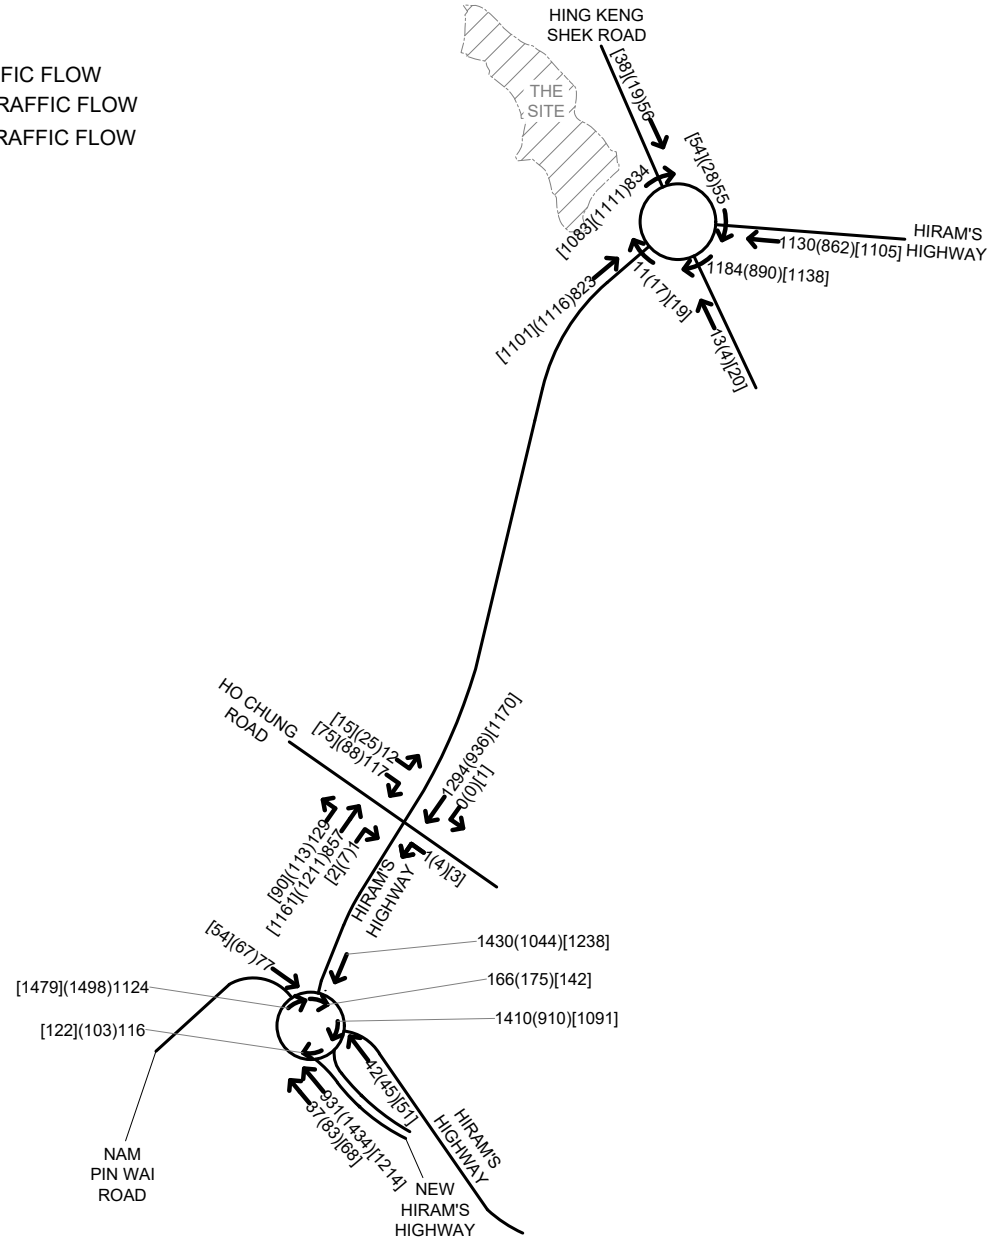 HING KENG
SHEK ROAD
FIC FLOW
RAFFIC FLOW
RAFFIC FLOW
THE
SITE
[38](19)56
[54](28)55
[1083](1111)834
HIRAM'S
HIGHWAY
1130(862)[1105]
1184(890)[1138]
11(17)[19]
[1101](1116)823
13(4)[20]
HO CHUNG
ROAD
[15](25)12
[75](88)117
1294(936)[1170]
0(0)[1]
[90](113)129
[1161](1211)857
[2](7)1
1(4)[3]
HIRAM'S
HIGHWAY
[54](67)77
1430(1044)[1238]
[1479](1498)1124
166(175)[142]
[122](103)116
1410(910)[1091]
42(45)[51]
931(1434)[1214]
37(83)[68]
HIRAM'S
HIGHWAY
NAM
PIN WAI
ROAD
NEW
HIRAM'S
HIGHWAY